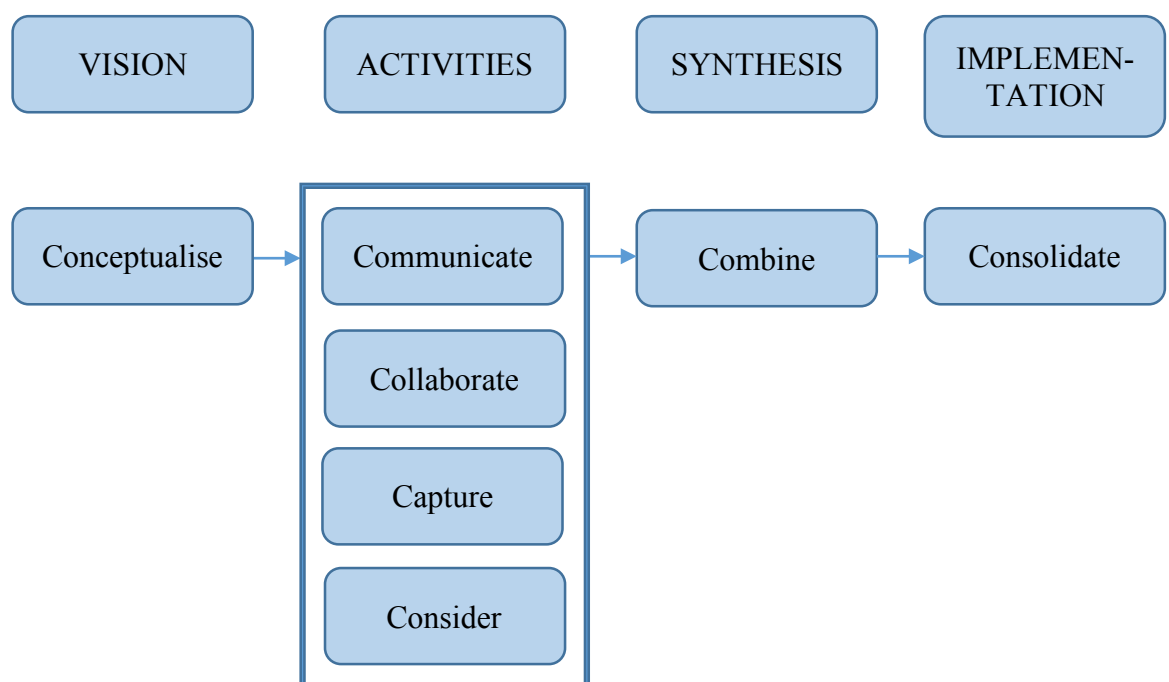 VISION
ACTIVITIES
SYNTHESIS
IMPLEMEN-
TATION
Conceptualise
Communicate
Combine
Consolidate
Collaborate
Capture
Consider